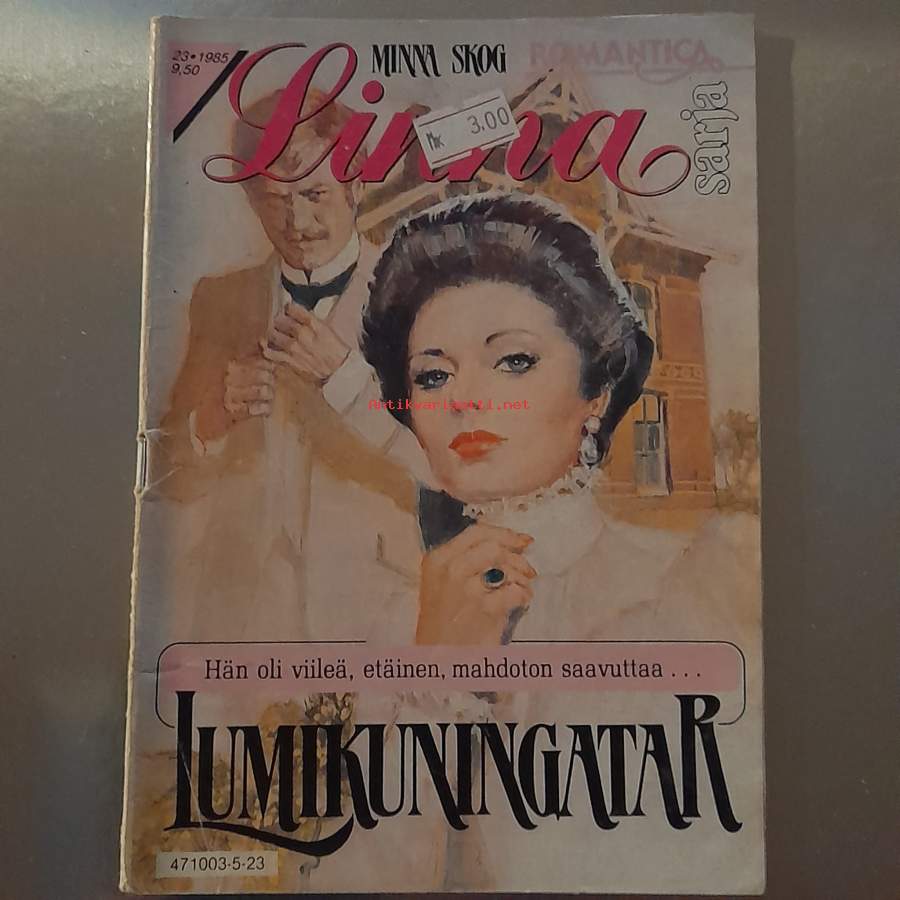 23•1985
9,50
MINNA SKOG
ROMANTICA
Linna
sarja
Mk 3.00
Antikvariaatti.net
Hän oli viileä, etäinen, mahdoton saavuttaa...
LUMIKUNINGATAR
471003-5-23